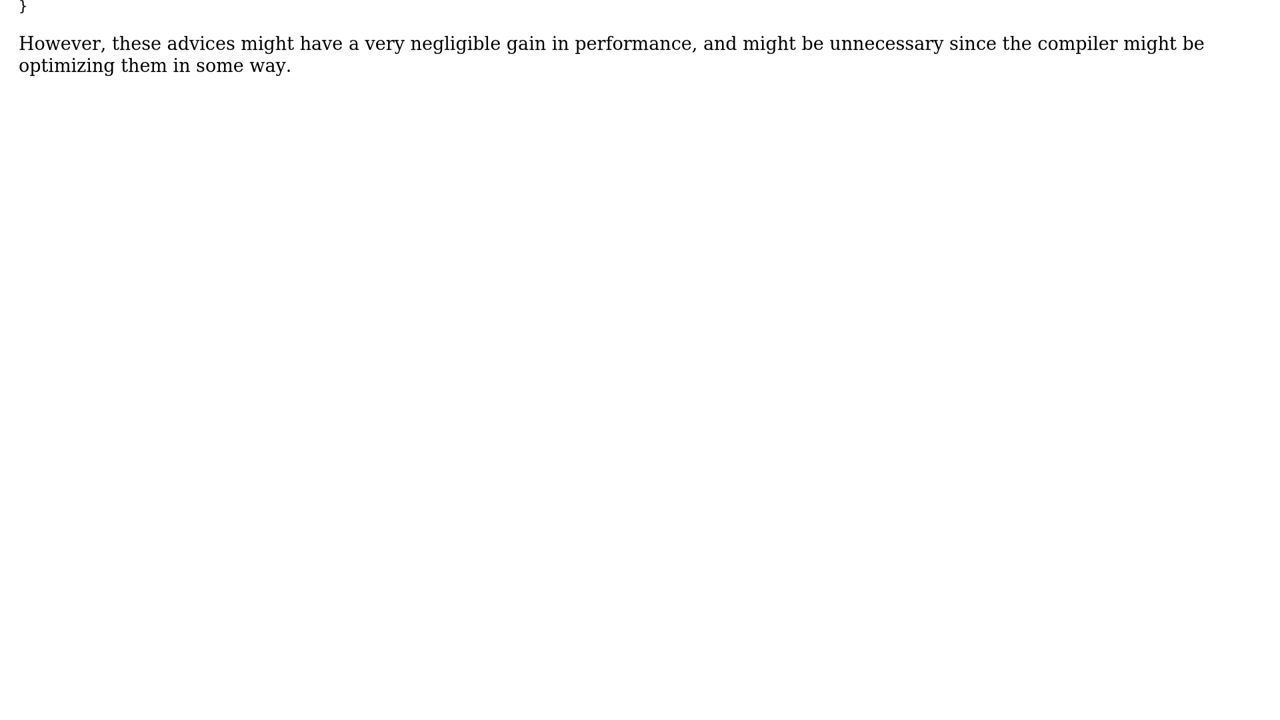 }
However, these advices might have a very negligible gain in performance, and might be unnecessary since the compiler might be
optimizing them in some way.